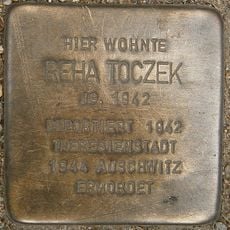 HIER WOHNTE
REHA TOCZEK
JG. 1942
DEPORTIERT 1942
THERESIENSTADT
1944 AUSCHWITZ
ERMORDET